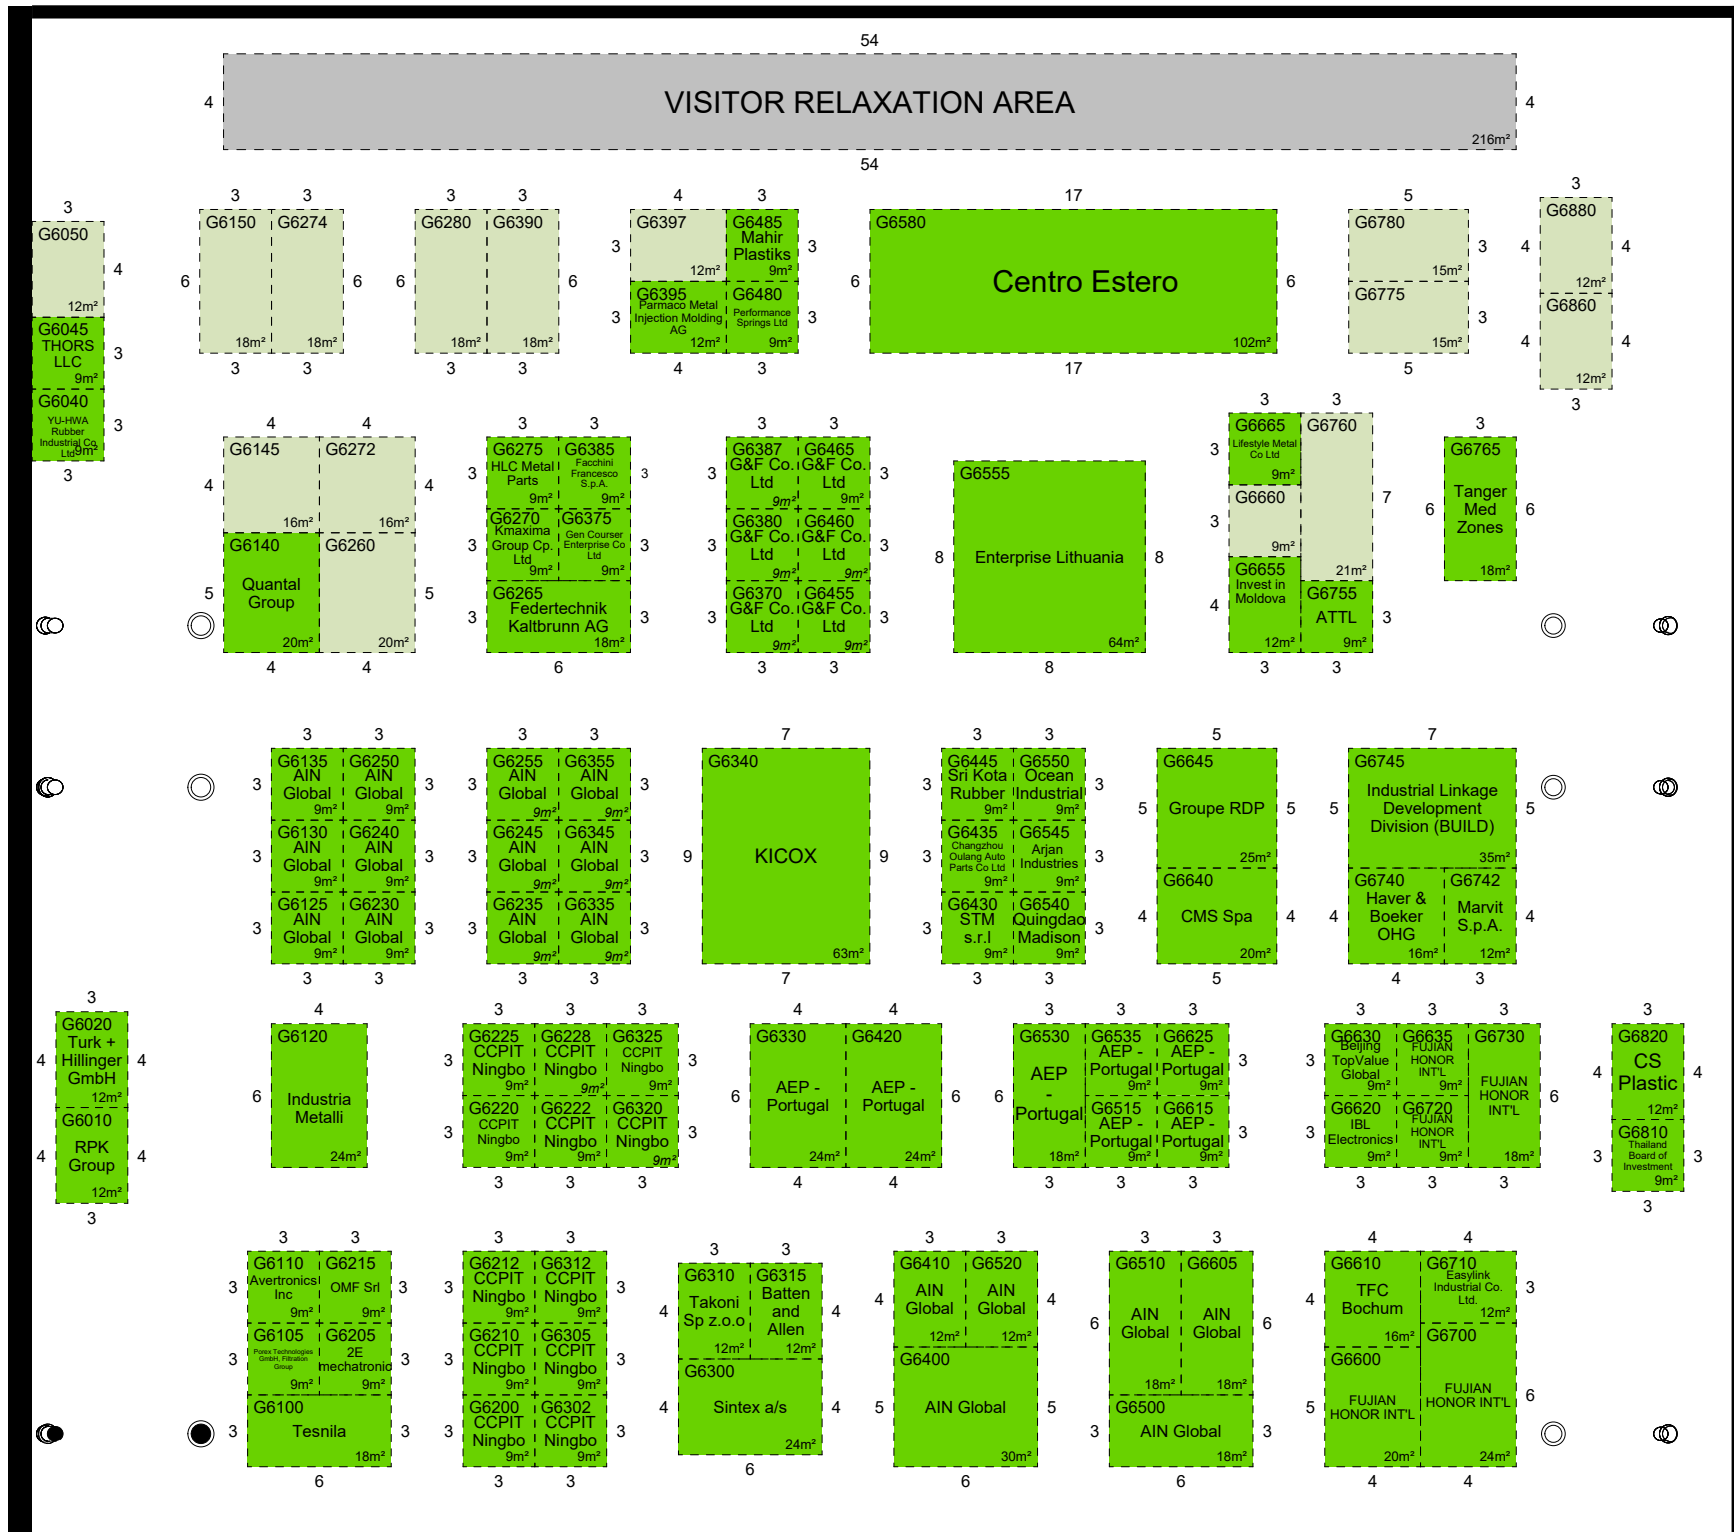 54
4
VISITOR RELAXATION AREA
4
216m²
54
3
G6050
4
12m²
G6045
THORS
LLC
3
9m²
G6040
YU-HWA
Rubber
Industrial Co
Ltd
9m²
3
3
3 3
G6150 G6274
6 6
18m² 18m²
3 3
3 3
G6280 G6390
6 6
18m² 18m²
3 3
4 3
G6397
3
12m²
G6485
Mahir
Plastiks
9m²
3
G6395
Parmaco Metal
Injection Molding
AG
3
12m²
G6480
Performance
Springs Ltd
9m²
3
4 3
17
G6580
6
Centro Estero
6
102m²
17
5
G6780
3
15m²
G6775
3
15m²
5
3
G6880
4 4
12m²
G6860
4 4
12m²
3
4 4
G6145 G6272
4 4
16m² 16m²
G6140
Quantal
Group
5
20m²
G6260
5
20m²
4 4
3 3
G6275
HLC Metal
Parts
3
9m²
G6385
Facchini
Francesco
S.p.A.
3
9m²
G6270
Kmaxima
Group Cp.
Ltd
3
9m²
G6375
Gen Courser
Enterprise Co
Ltd
3
9m²
G6265
Federtechnik
Kaltbrunn AG
3 3
18m²
6
3 3
G6387
G&F Co.
Ltd
3
9m²
G6465
G&F Co.
Ltd
3
9m²
G6380
G&F Co.
Ltd
3
9m²
G6460
G&F Co.
Ltd
3
9m²
G6370
G&F Co.
Ltd
3
9m²
G6455
G&F Co.
Ltd
3
9m²
3 3
G6555
8
Enterprise Lithuania
8
64m²
8
3 3
G6665
Lifestyle Metal
Co Ltd
3
9m²
G6760
7
21m²
G6660
3
9m²
G6655
Invest in
Moldova
4
12m²
G6755
ATTL
3
9m²
3 3
3
G6765
Tanger
Med
Zones
6 6
18m²
3 3
G6135
AIN
Global
3
9m²
G6250
AIN
Global
3
9m²
G6130
AIN
Global
3
9m²
G6240
AIN
Global
3
9m²
G6125
AIN
Global
3
9m²
G6230
AIN
Global
3
9m²
3 3
3 3
G6255
AIN
Global
3
9m²
G6355
AIN
Global
3
9m²
G6245
AIN
Global
3
9m²
G6345
AIN
Global
3
9m²
G6235
AIN
Global
3
9m²
G6335
AIN
Global
3
9m²
3 3
7
G6340
9
KICOX
9
63m²
7
3 3
G6445
Sri Kota
Rubber
3
9m²
G6550
Ocean
Industrial
3
9m²
G6435
Changzhou
Oulang Auto
Parts Co Ltd
3
9m²
G6545
Arjan
Industries
3
9m²
G6430
STM
s.r.l
3
9m²
G6540
Quingdao
Madison
3
9m²
3 3
5
G6645
5
Groupe RDP
5
25m²
G6640
4
CMS Spa
4
20m²
5
7
G6745
Industrial Linkage
Development
Division (BUILD)
5 5
35m²
G6740
Haver &
Boeker
OHG
4
16m²
G6742
Marvit
S.p.A.
4
12m²
4 3
3
G6020
Turk +
Hillinger
GmbH
4 4
12m²
G6010
RPK
Group
4 4
12m²
3
4
G6120
6
Industria
Metalli
24m²
3 3 3
G6225
CCPIT
Ningbo
3
9m²
G6228
CCPIT
Ningbo
9m²
G6325
CCPIT
Ningbo
3
9m²
G6220
CCPIT
Ningbo
3
9m²
G6222
CCPIT
Ningbo
9m²
G6320
CCPIT
Ningbo
3
9m²
3 3 3
4 4
G6330
6
AEP -
Portugal
24m²
G6420
AEP -
Portugal
6
24m²
4 4
3 3 3
G6530
6
AEP
-
Portugal
18m²
G6535
AEP -
Portugal
9m²
G6625
AEP -
Portugal
3
9m²
G6515
AEP -
Portugal
9m²
G6615
AEP -
Portugal
3
9m²
3 3 3
3 3 3
G6630
Beijing
TopValue
Global
3
9m²
G6635
FUJIAN
HONOR
INT'L
9m²
G6730
FUJIAN
HONOR
INT'L
6
18m²
G6620
IBL
Electronics
3
9m²
G6720
FUJIAN
HONOR
INT'L
9m²
3 3 3
3
G6820
CS
Plastic
4 4
12m²
G6810
Thailand
Board of
Investment
3 3
9m²
3
3 3
G6110
Avertronics
Inc
3
9m²
G6215
OMF Srl
3
9m²
G6105
Porex Technologies
GmbH, Filtration
Group
3
9m²
G6205
2E
mechatronic
3
9m²
G6100
Tesnila
3 3
18m²
6
3 3
G6212
CCPIT
Ningbo
3
9m²
G6312
CCPIT
Ningbo
3
9m²
G6210
CCPIT
Ningbo
3
9m²
G6305
CCPIT
Ningbo
3
9m²
G6200
CCPIT
Ningbo
3
9m²
G6302
CCPIT
Ningbo
3
9m²
3 3
3 3
G6310
Takoni
Sp z.o.o
4
12m²
G6315
Batten
and
Allen
4
12m²
G6300
4
Sintex a/s
4
24m²
6
3 3
G6410
AIN
Global
4
12m²
G6520
AIN
Global
4
12m²
G6400
5
AIN Global
5
30m²
6
3 3
G6510
6
AIN
Global
18m²
G6605
AIN
Global
6
18m²
G6500
3
AIN Global
3
18m²
6
4 4
G6610
TFC
Bochum
4
16m²
G6710
Easylink
Industrial Co.
Ltd.
3
12m²
G6600
FUJIAN
HONOR INT'L
5
20m²
G6700
FUJIAN
HONOR INT'L
6
24m²
4 4